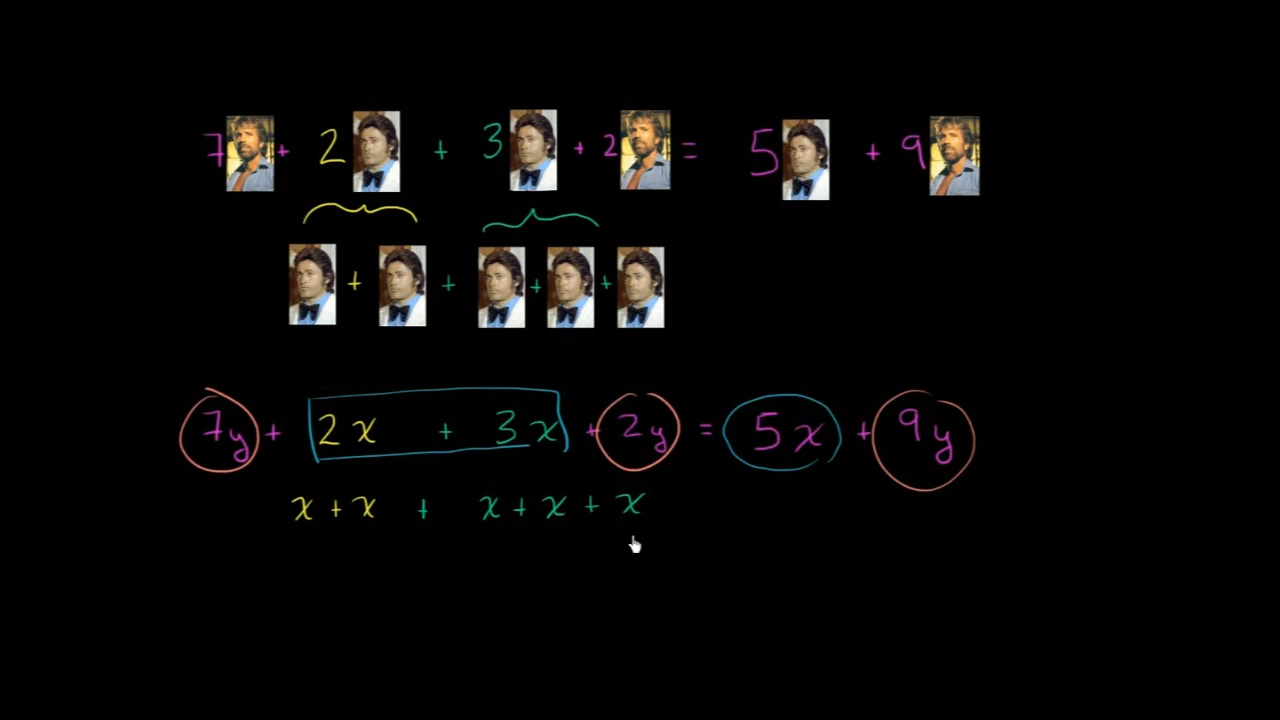 7 + 2 + 3 + 2 = 5 + 9
+ + + +
7y + 2x + 3x + 2y = 5x + 9y
x + x + x + x + x